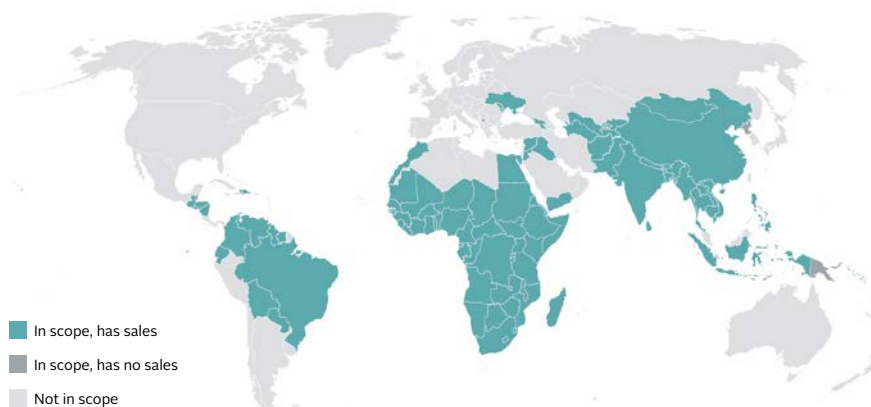 In scope, has sales
In scope, has no sales
Not in scope